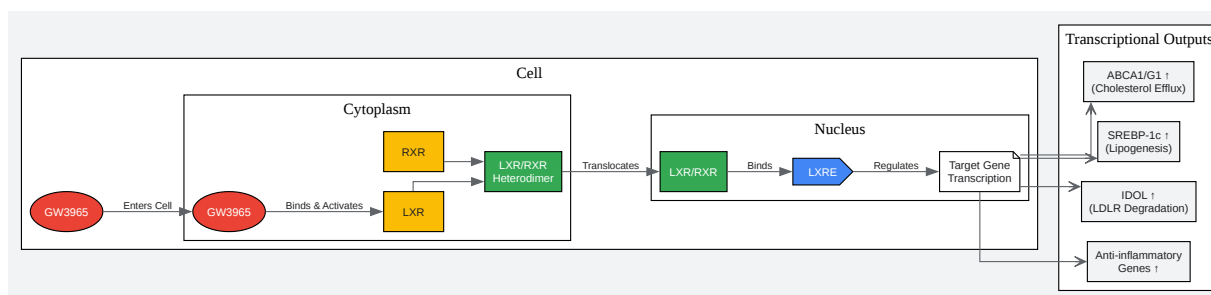 Transcriptional Outputs
Cell
Cytoplasm
Nucleus
GW3965
Enters Cell
GW3965
Binds & Activates
RXR
LXR
LXR/RXR
Heterodimer
Translocates
LXR/RXR
Binds
LXRE
Regulates
Target Gene
Transcription
ABCA1/G1 ↑
(Cholesterol Efflux)
SREBP-1c ↑
(Lipogenesis)
IDOL ↑
(LDLR Degradation)
Anti-inflammatory
Genes ↑